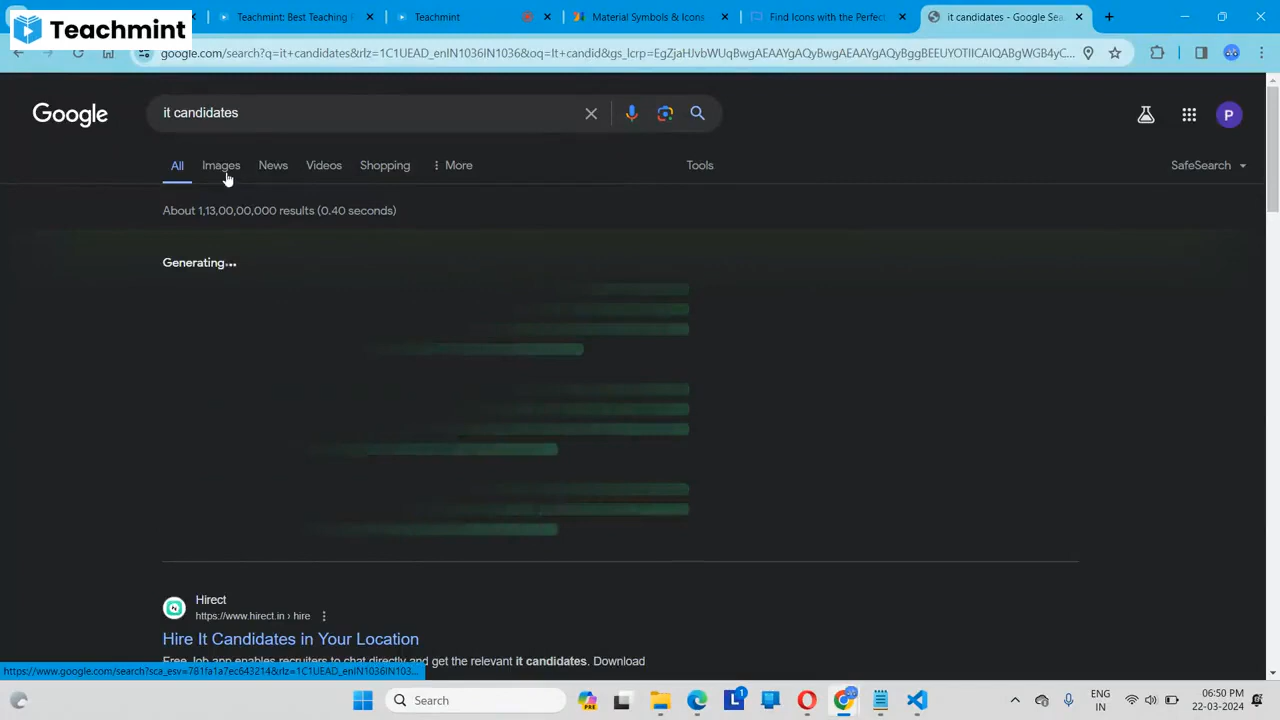 Teachmint
Teachmint: Best Teaching
Teachmint
Material Symbols & Icons
Find Icons with the Perfect
it candidates - Google Sea
google.com/search?q=it+candidates&rlz=1C1UEAD_enIN1036IN1036&oq=It++candid&gs_lcrp=EgZjaHJvbWUqBwgAEAAYgAQyBwgAEAAYgAQyBggBEEUYOTIICAIQABgWGB4yC...
Google
it candidates
P
All
Images
News
Videos
Shopping
More
Tools
SafeSearch
About 1,13,00,00,000 results (0.40 seconds)
Generating...
Hirect
https://www.hirect.in › hire
Hire It Candidates in Your Location
Free Job app enables recruiters to chat directly and get the relevant it candidates. Download
https://www.google.com/search?sca_esv=781fa1a7ec643214&rlz=1C1UEAD_enIN1036IN103...
Search
ENG
IN
06:50 PM
22-03-2024